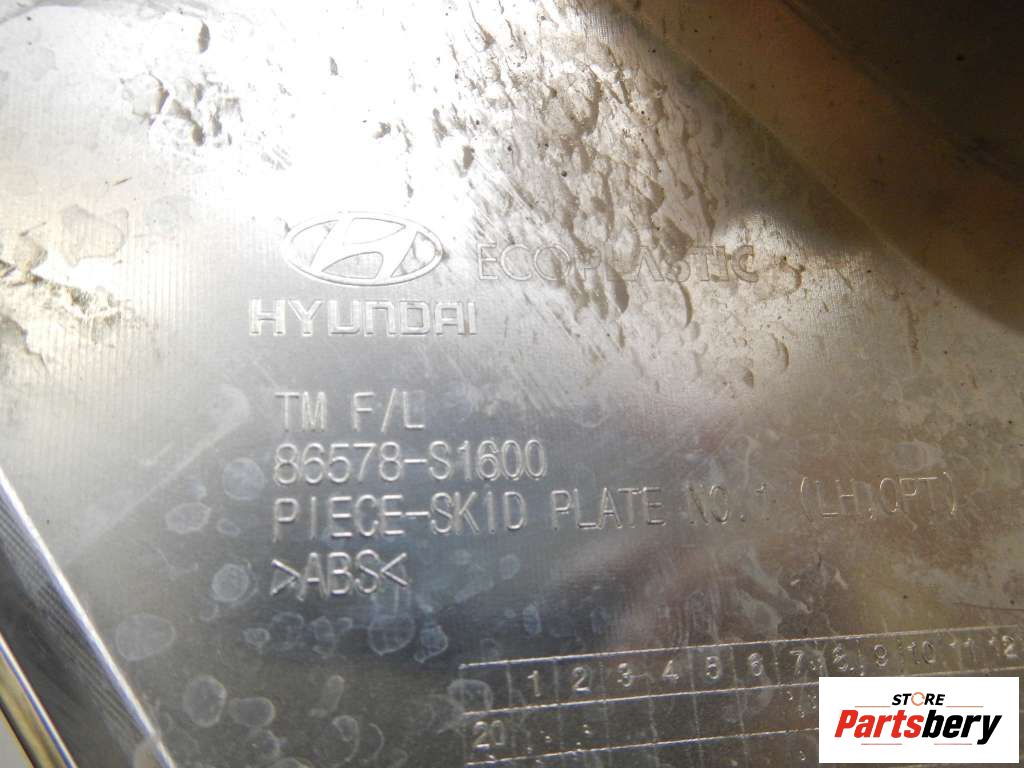 ECOPLASTIC
HYUNDAI
TM F/L
86578-S1600
PIECE-SKID PLATE NO.1 (LH,OPT)
>ABS<
1 2 3 4 5 6 7 8 9 10 11 12
20
STORE
Partsbery